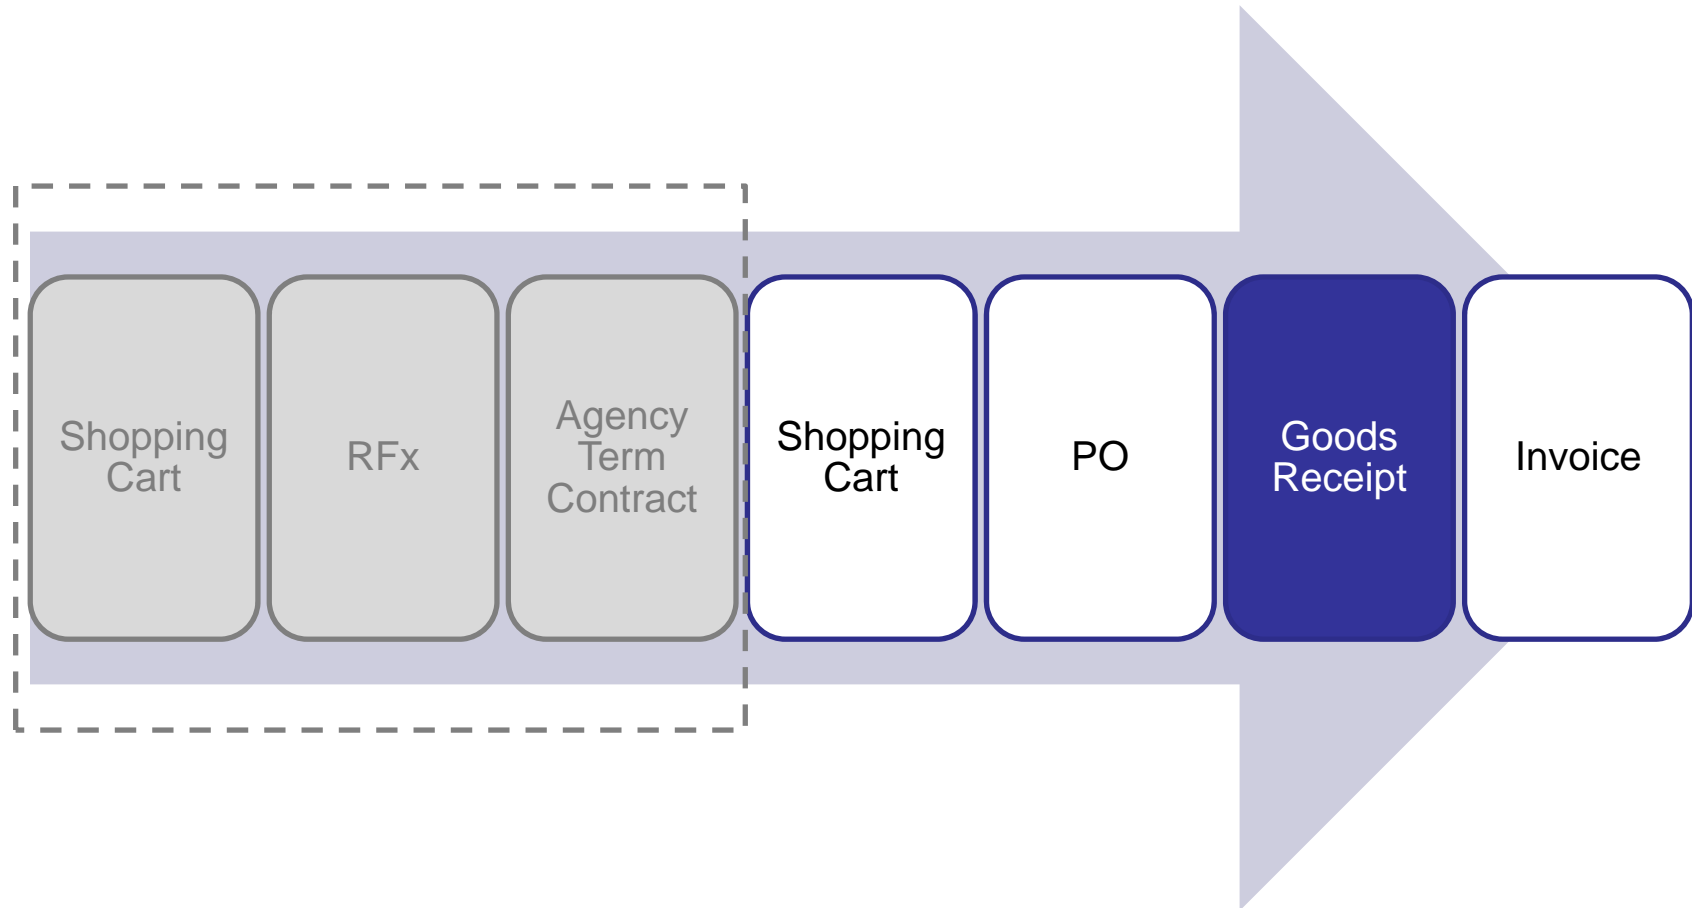 Shopping
Cart
RFx
Agency
Term
Contract
Shopping
Cart
PO
Goods
Receipt
Invoice